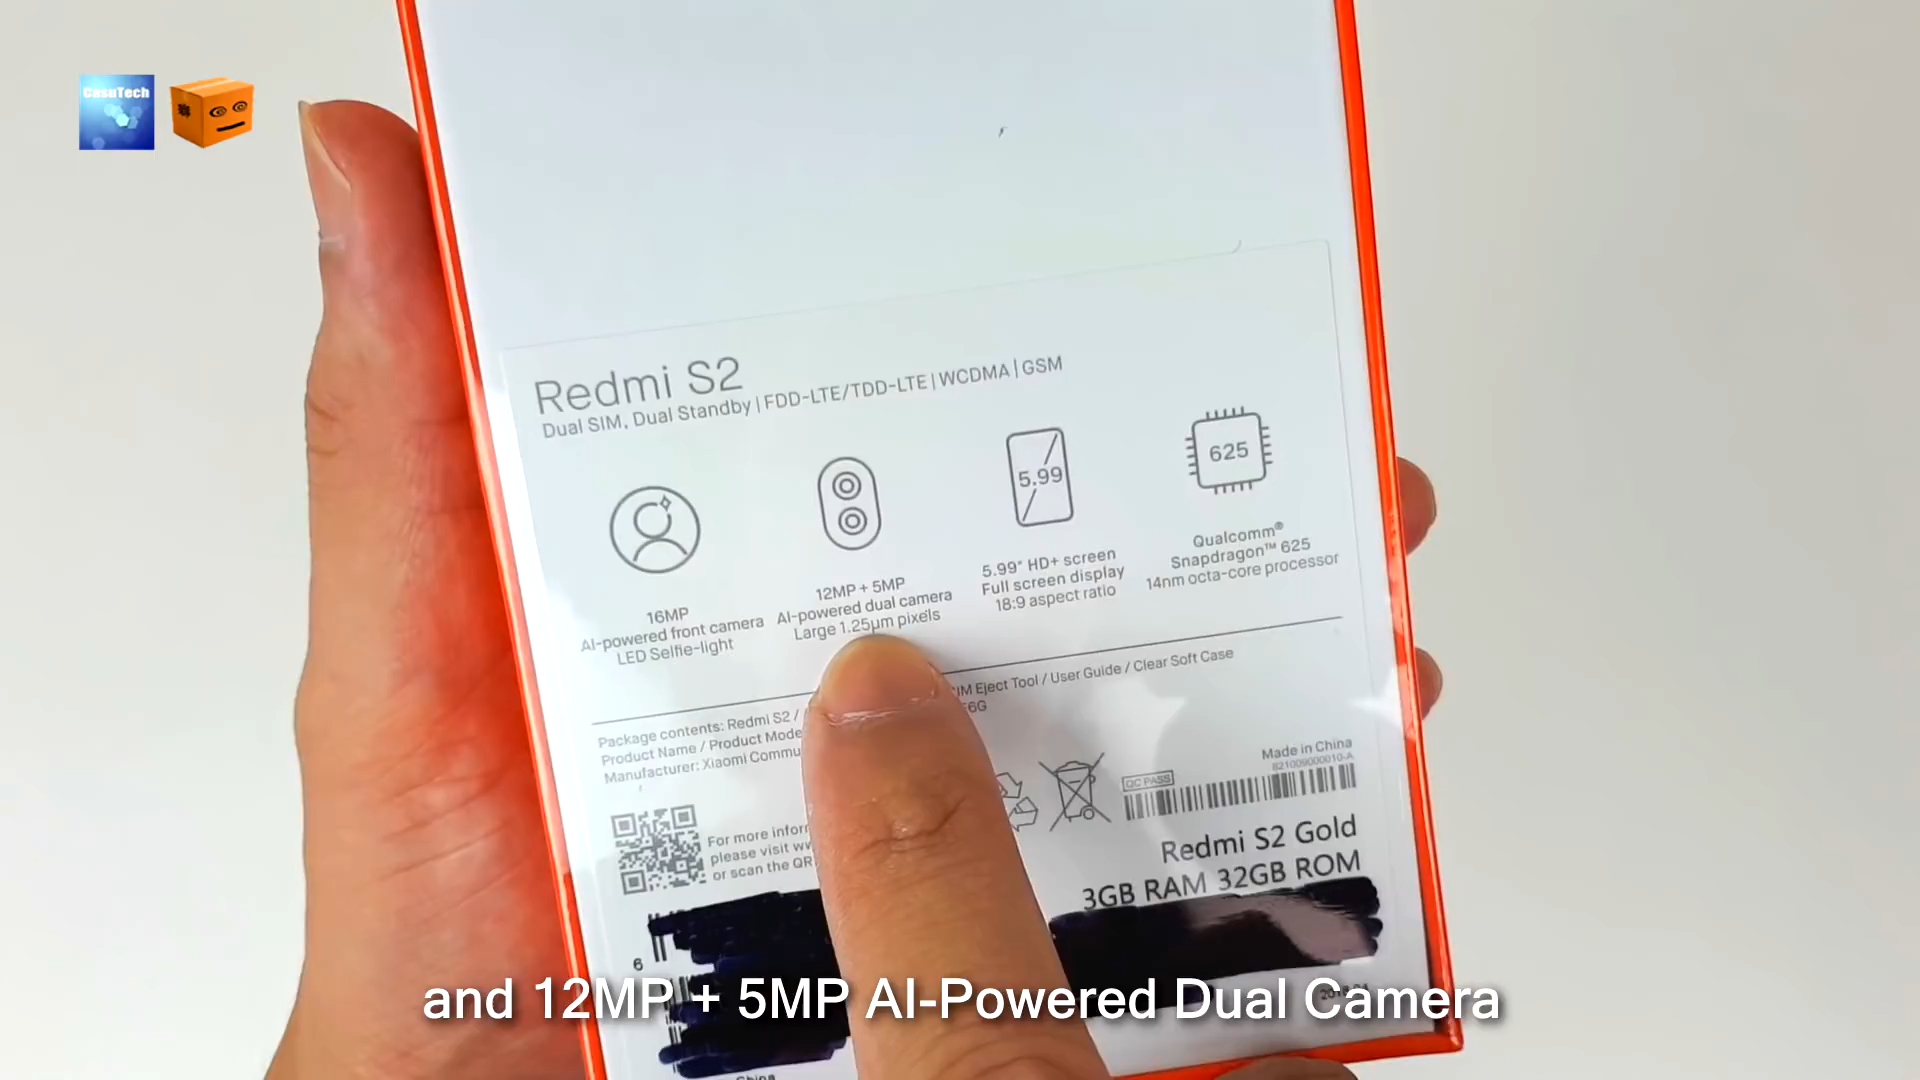 CasuTech
Redmi S2
Dual SIM, Dual Standby | FDD-LTE/TDD-LTE | WCDMA | GSM
16MP
AI-powered front camera
LED Selfie-light
12MP + 5MP
AI-powered dual camera
Large 1.25µm pixels
5.99
5.99" HD+ screen
Full screen display
18:9 aspect ratio
625
Qualcomm®
Snapdragon™ 625
14nm octa-core processor
Package contents: Redmi S2 / Eject Tool / User Guide / Clear Soft Case
Product Name / Product 6G
Manufacturer: Xiaomi
Made in China
821009000010-A
QC PASS
For more
please visit
or scan the QR
Redmi S2 Gold
3GB RAM 32GB ROM
6
China
and 12MP + 5MP AI-Powered Dual Camera